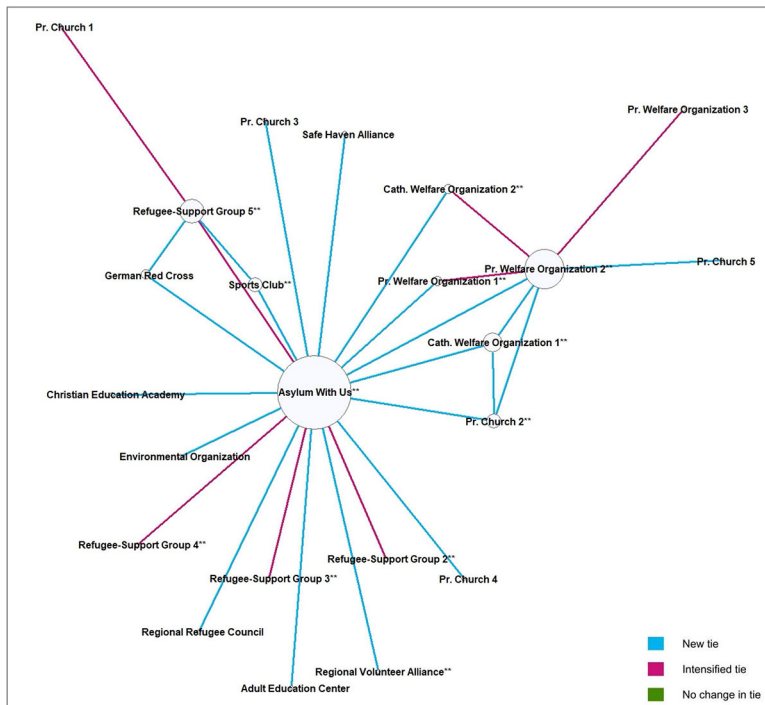 Pr. Church 1
Pr. Church 3
Safe Haven Alliance
Pr. Welfare Organization 3
Cath. Welfare Organization 2**
Refugee-Support Group 5**
Pr. Church 5
Pr. Welfare Organization 2**
German Red Cross
Sports Club**
Pr. Welfare Organization 1**
Cath. Welfare Organization 1**
Asylum With Us**
Christian Education Academy
Pr. Church 2**
Environmental Organization
Refugee-Support Group 4**
Refugee-Support Group 2**
Refugee-Support Group 3**
Pr. Church 4
Regional Refugee Council
New tie
Regional Volunteer Alliance**
Intensified tie
Adult Education Center
No change in tie